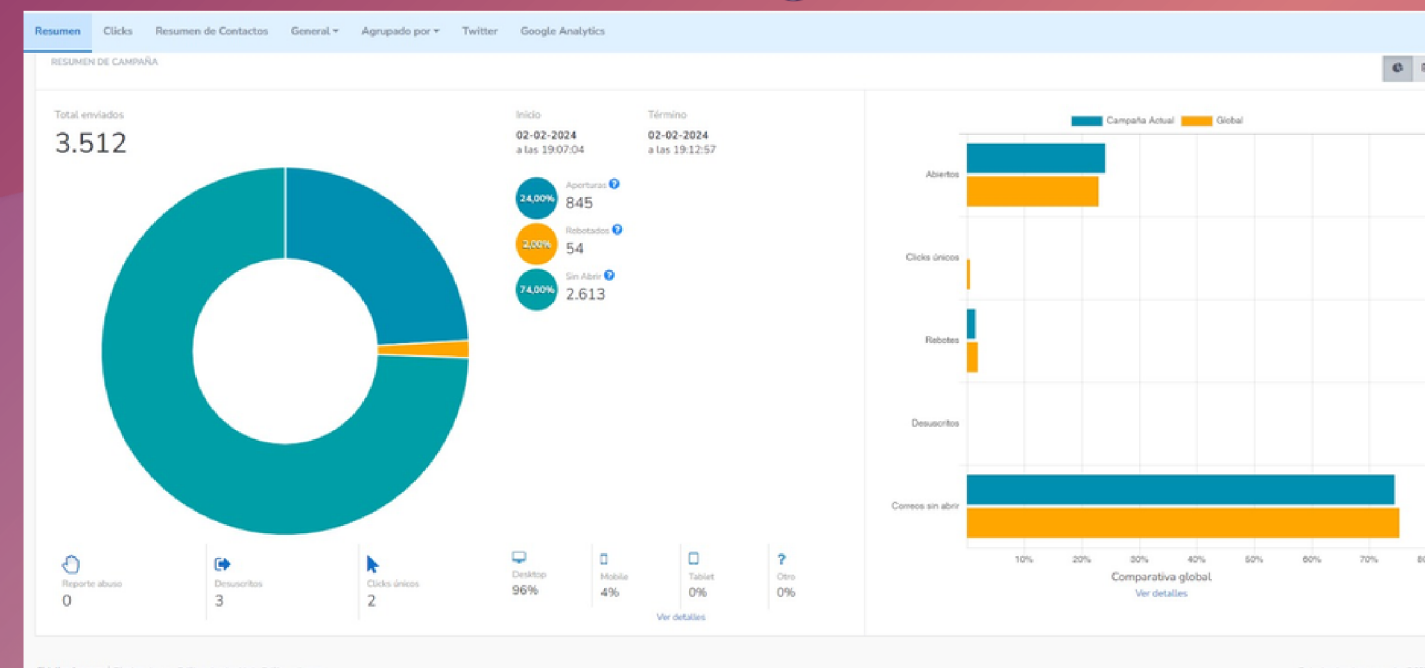 Resumen Clicks Resumen de Contactos General Agrupado por Twitter Google Analytics
RESUMEN DE CAMPAÑA
Total enviados
3.512
Inicio
02-02-2024
a las 19:07:04
Término
02-02-2024
a las 19:12:57
24,00% Aperturas ?
845
2,00% Rebotados ?
54
74,00% Sin Abrir ?
2.613
Reporte abuso
0
Desuscritos
3
Clicks únicos
2
Desktop
96%
Mobile
4%
Tablet
0%
?
Otro
0%
Ver detalles
Campaña Actual Global
Abiertos
Clicks únicos
Rebotes
Desuscritos
Correos sin abrir
10% 20% 30% 40% 50% 60% 70%
Comparativa global
Ver detalles